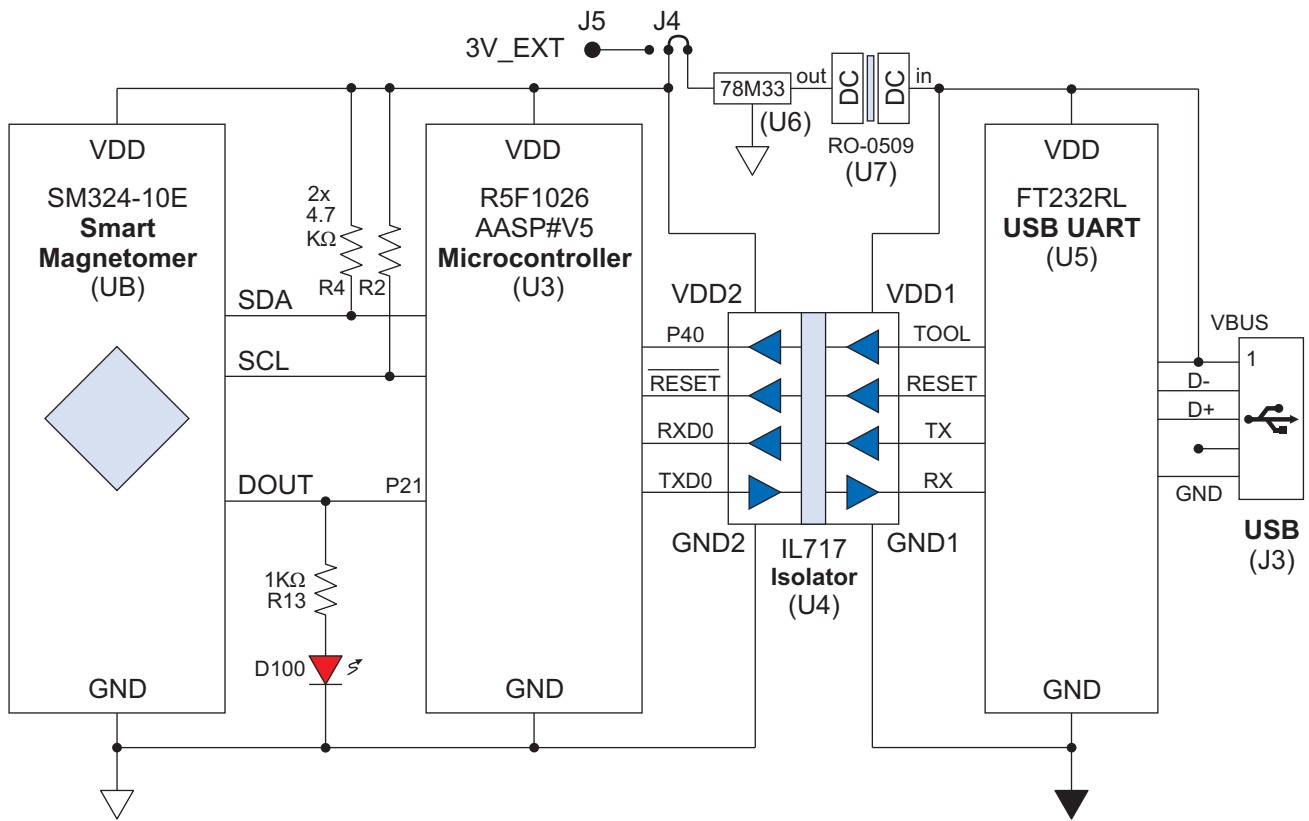 J5
J4
3V_EXT
78M33
(U6)
out
DC
DC
in
RO-0509
(U7)
VDD
SM324-10E
Smart
Magnetomer
(UB)
2x
4.7
KΩ
R4
R2
VDD
R5F1026
AASP#V5
Microcontroller
(U3)
VDD
FT232RL
USB UART
(U5)
SDA
SCL
DOUT
P21
VDD2
VDD1
P40
TOOL
RESET
RESET
RXD0
TX
TXD0
RX
GND2
GND1
IL717
Isolator
(U4)
VBUS
1
D-
D+
GND
USB
(J3)
1KΩ
R13
D100
GND
GND
GND